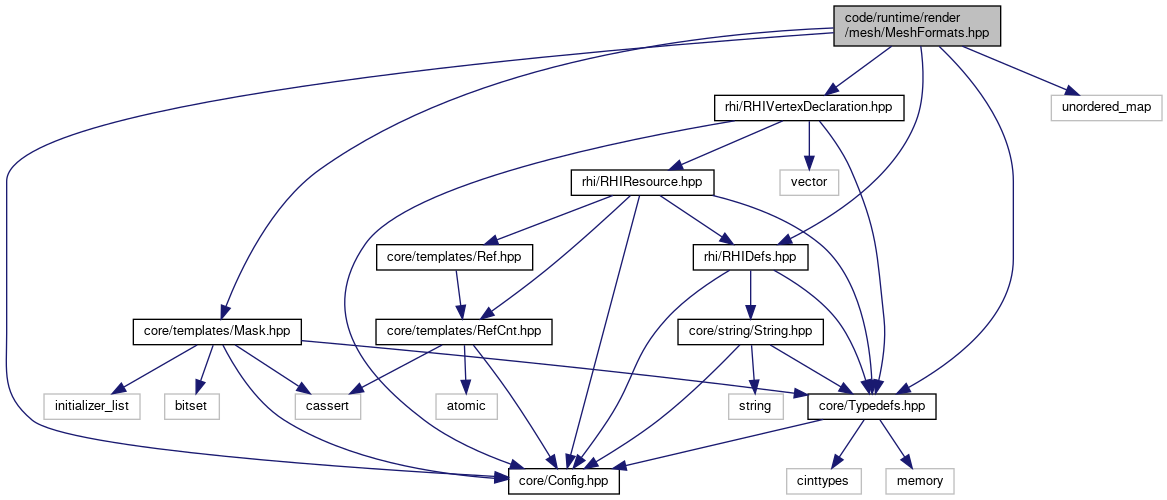 code/runtime/render
/mesh/MeshFormats.hpp
rhi/RHIVertexDeclaration.hpp
unordered_map
rhi/RHIResource.hpp
vector
core/templates/Ref.hpp
rhi/RHIDefs.hpp
core/templates/Mask.hpp
core/templates/RefCnt.hpp
core/string/String.hpp
initializer_list
bitset
cassert
atomic
string
core/Typedefs.hpp
core/Config.hpp
cinttypes
memory